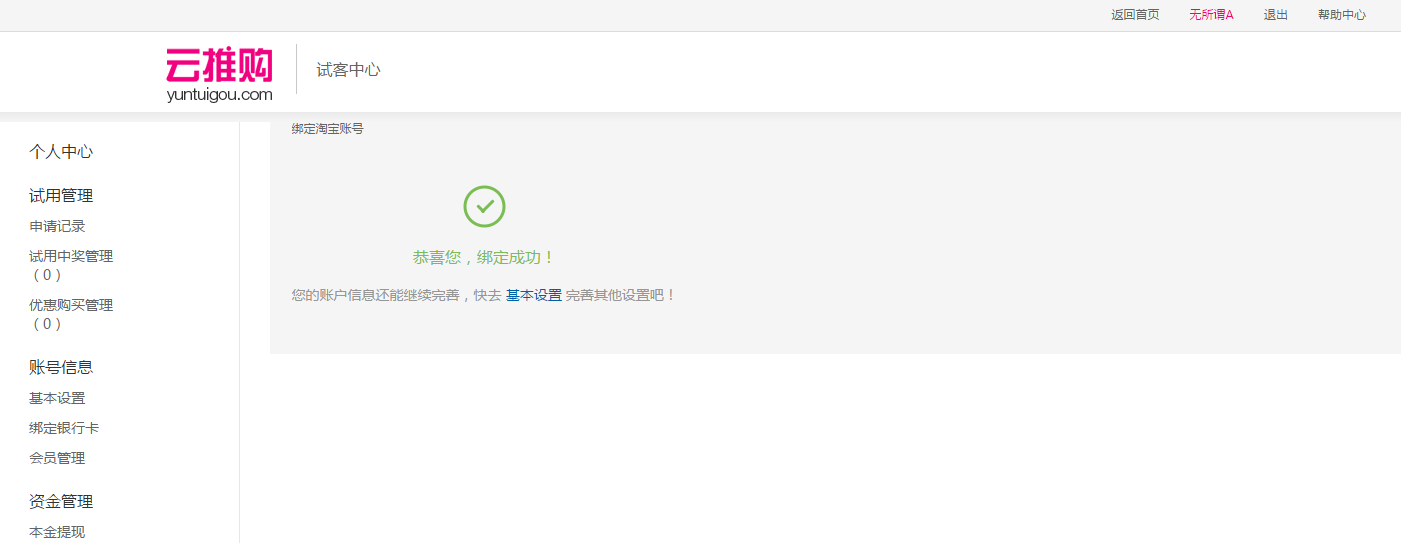 返回首页 无所谓A 退出 帮助中心
云推购
yuntuigou.com
试客中心
绑定淘宝账号
恭喜您，绑定成功！
您的账户信息还能继续完善，快去 基本设置 完善其他设置吧！
个人中心
试用管理
申请记录
试用中奖管理
（0）
优惠购买管理
（0）
账号信息
基本设置
绑定银行卡
会员管理
资金管理
本金提现